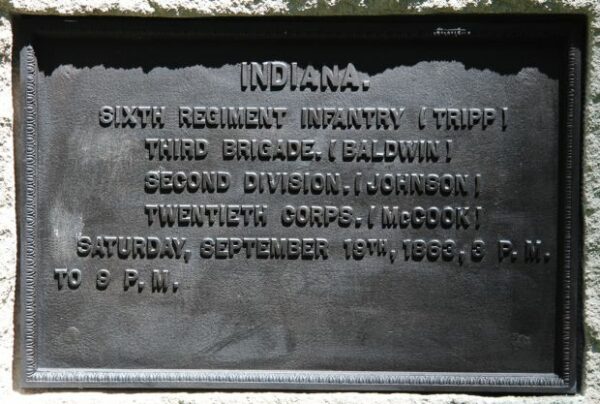 INDIANA.
SIXTH REGIMENT INFANTRY (TRIPP)
THIRD BRIGADE. (BALDWIN)
SECOND DIVISION. (JOHNSON)
TWENTIETH CORPS. (McCOOK)
SATURDAY, SEPTEMBER 19TH, 1863, 3 P.M.
TO 9 P.M.